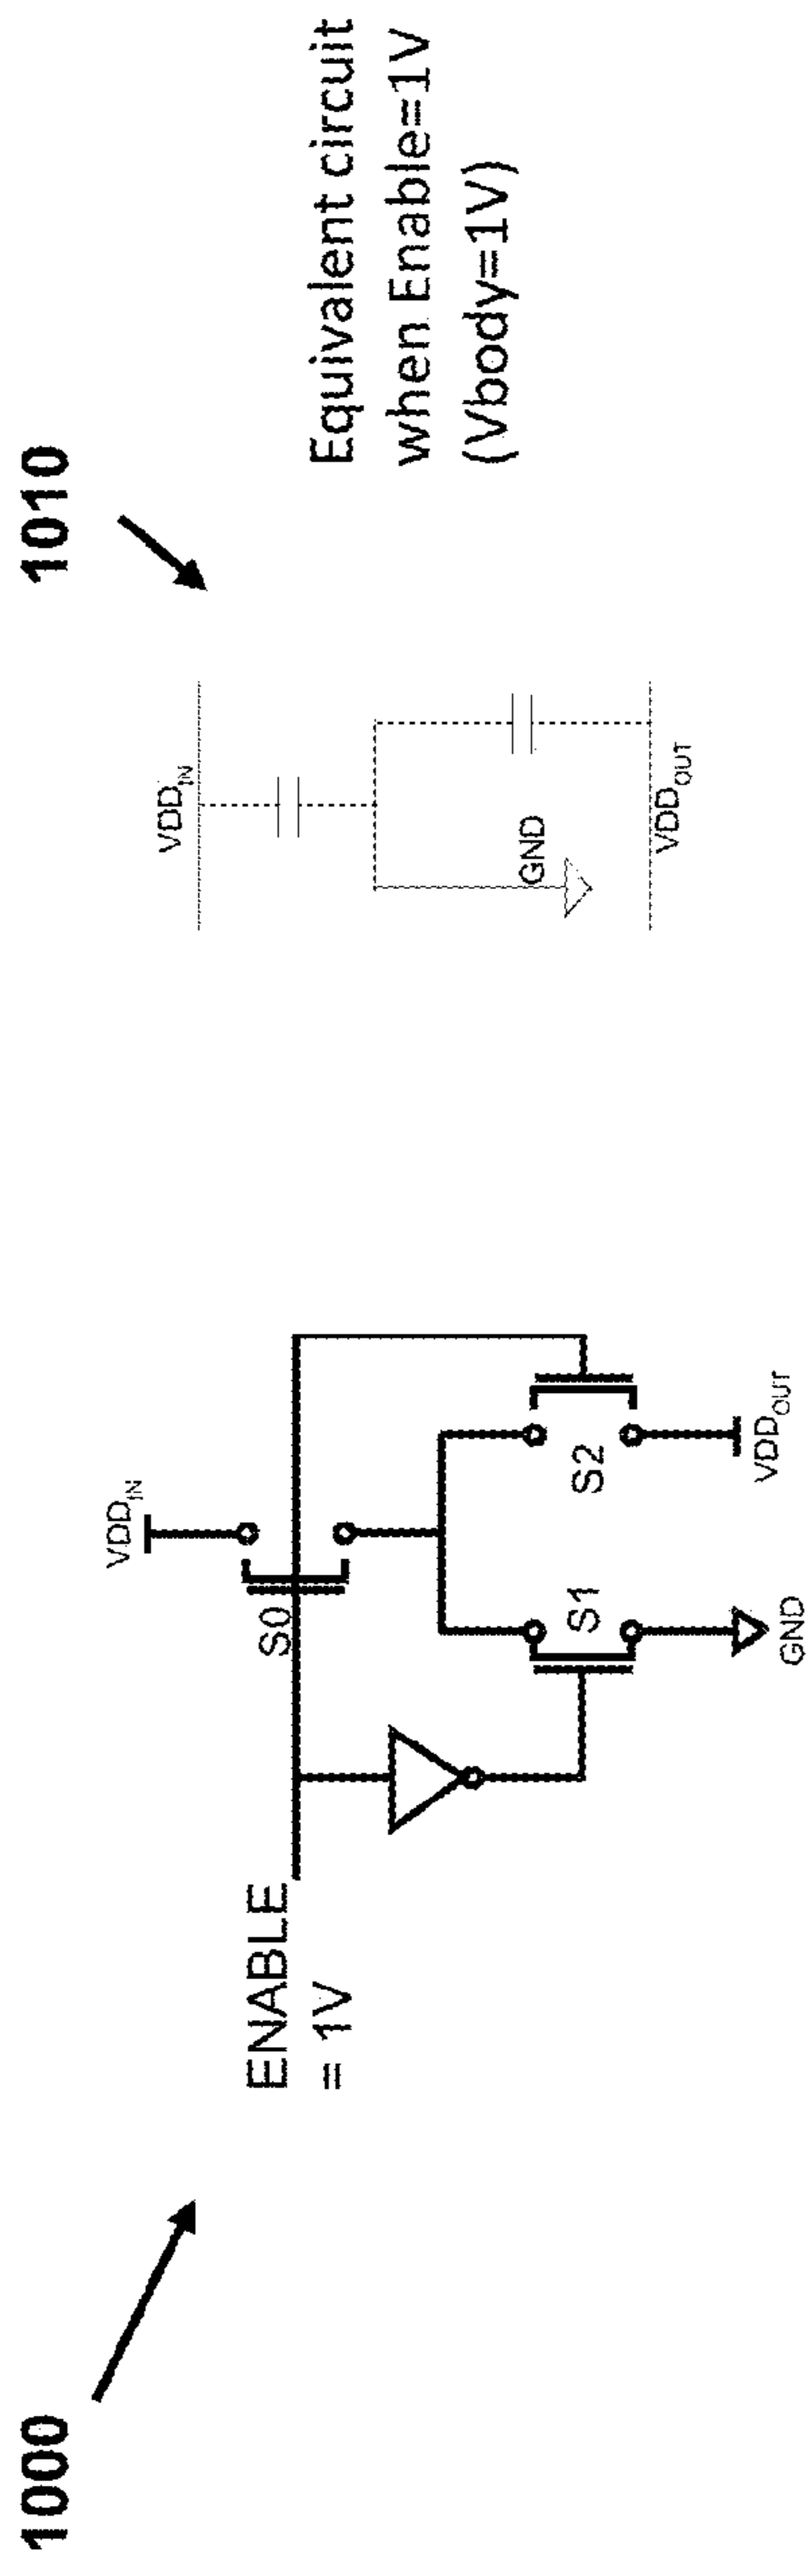 1000
ENABLE
= 1V
VDD_IN
S0
S1
S2
GND
VDD_OUT
1010
VDD_IN
GND
VDD_OUT
Equivalent circuit
when Enable=1V
(Vbody=1V)